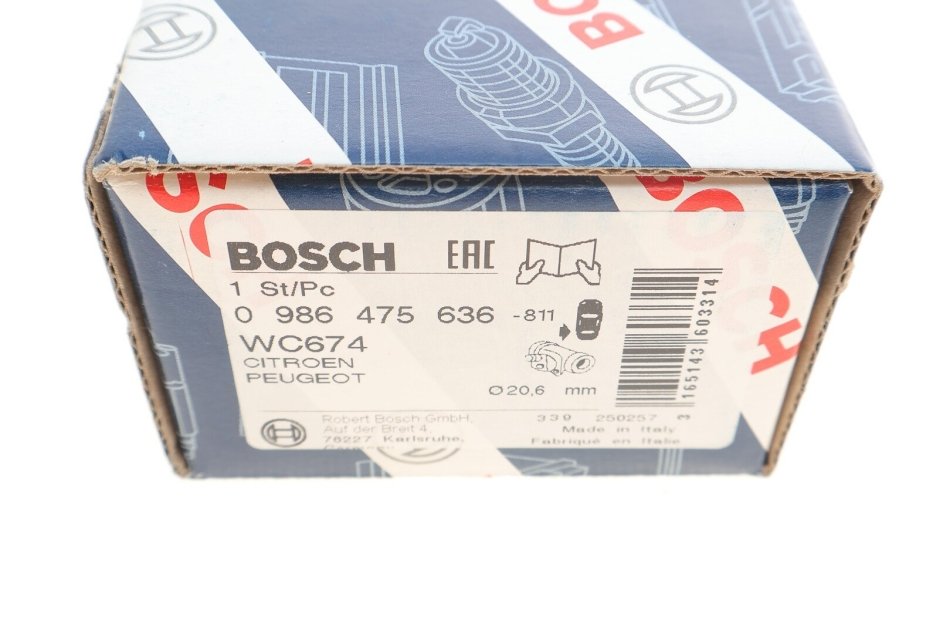 BOSCH
BOSCH EAC
1 St/Pc
0 986 475 636 -811
WC674
CITROEN
PEUGEOT
Ø20,6 mm
3 165143 603314
Robert Bosch GmbH,
Auf der Breit 4,
76227 Karlsruhe,
339 250257
Made in Italy
Fabriqué en Italie